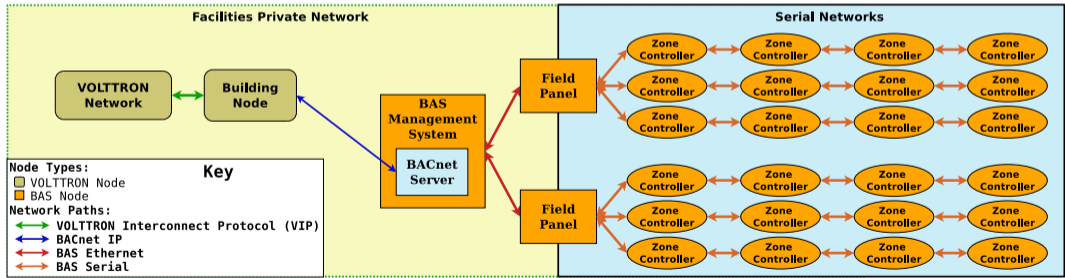 Facilities Private Network
Serial Networks
VOLTTRON
Network
Building
Node
BAS
Management
System
BACnet
Server
Field
Panel
Field
Panel
Zone
Controller
Zone
Controller
Zone
Controller
Zone
Controller
Zone
Controller
Zone
Controller
Zone
Controller
Zone
Controller
Zone
Controller
Zone
Controller
Zone
Controller
Zone
Controller
Zone
Controller
Zone
Controller
Zone
Controller
Zone
Controller
Zone
Controller
Zone
Controller
Zone
Controller
Zone
Controller
Zone
Controller
Zone
Controller
Zone
Controller
Zone
Controller
Key
Node Types:
VOLTTRON Node
BAS Node
Network Paths:
VOLTTRON Interconnect Protocol (VIP)
BACnet IP
BAS Ethernet
BAS Serial